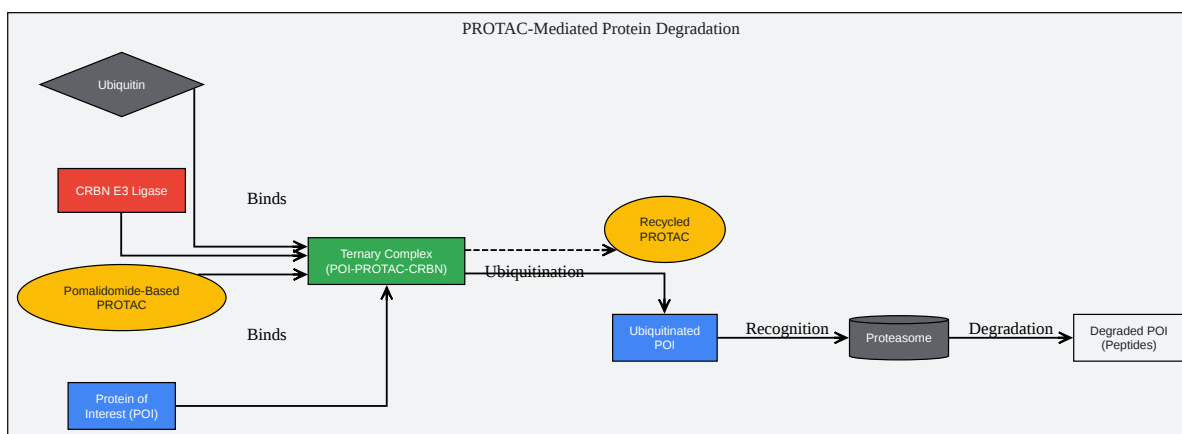 PROTAC-Mediated Protein Degradation
Ubiquitin
CRBN E3 Ligase
Binds
Pomalidomide-Based
PROTAC
Binds
Protein of
Interest (POI)
Ternary Complex
(POI-PROTAC-CRBN)
Recycled
PROTAC
Ubiquitination
Ubiquitinated
POI
Recognition
Proteasome
Degradation
Degraded POI
(Peptides)